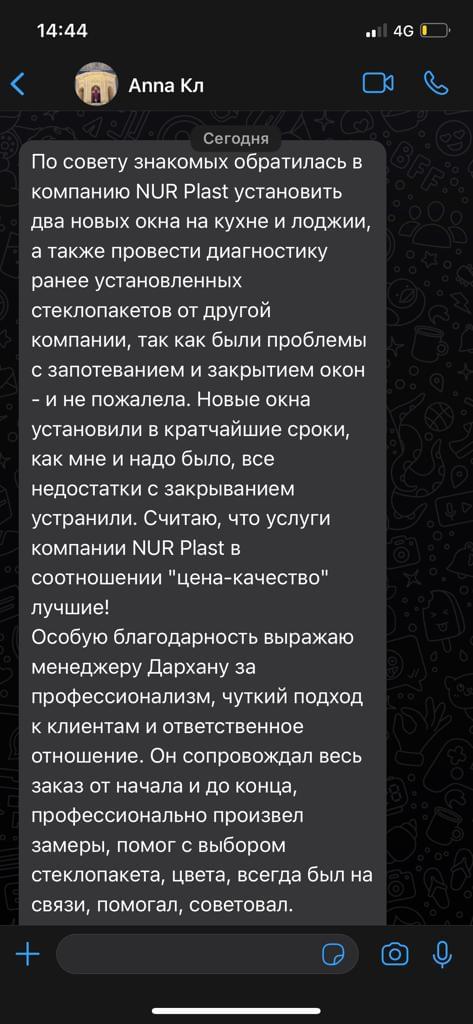 14:44
4G
Anna Кл
Сегодня
По совету знакомых обратилась в
компанию NUR Plast установить
два новых окна на кухне и лоджии,
а также провести диагностику
ранее установленных
стеклопакетов от другой
компании, так как были проблемы
с запотеванием и закрытием окон
- и не пожалела. Новые окна
установили в кратчайшие сроки,
как мне и надо было, все
недостатки с закрыванием
устранили. Считаю, что услуги
компании NUR Plast в
соотношении "цена-качество"
лучшие!
Особую благодарность выражаю
менеджеру Дархану за
профессионализм, чуткий подход
к клиентам и ответственное
отношение. Он сопровождал весь
заказ от начала и до конца,
профессионально произвел
замеры, помог с выбором
стеклопакета, цвета, всегда был на
связи, помогал, советовал.